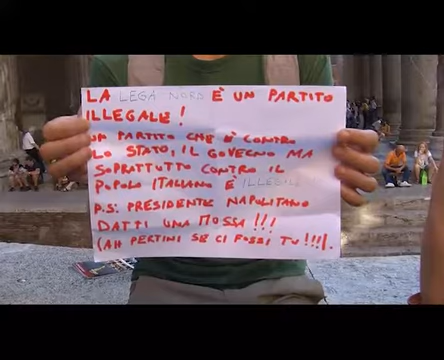 LA LEGA NORD È UN PARTITO
ILLEGALE!
UN PARTITO CHE È CONTRO
LO STATO, IL GOVERNO MA
SOPRATTUTTO CONTRO IL
POPOLO ITALIANO È ILLEGALE
P.S: PRESIDENTE NAPOLITANO
DATTI UNA MOSSA!!!
(AH PERTINI SE CI FOSSI TU!!!).